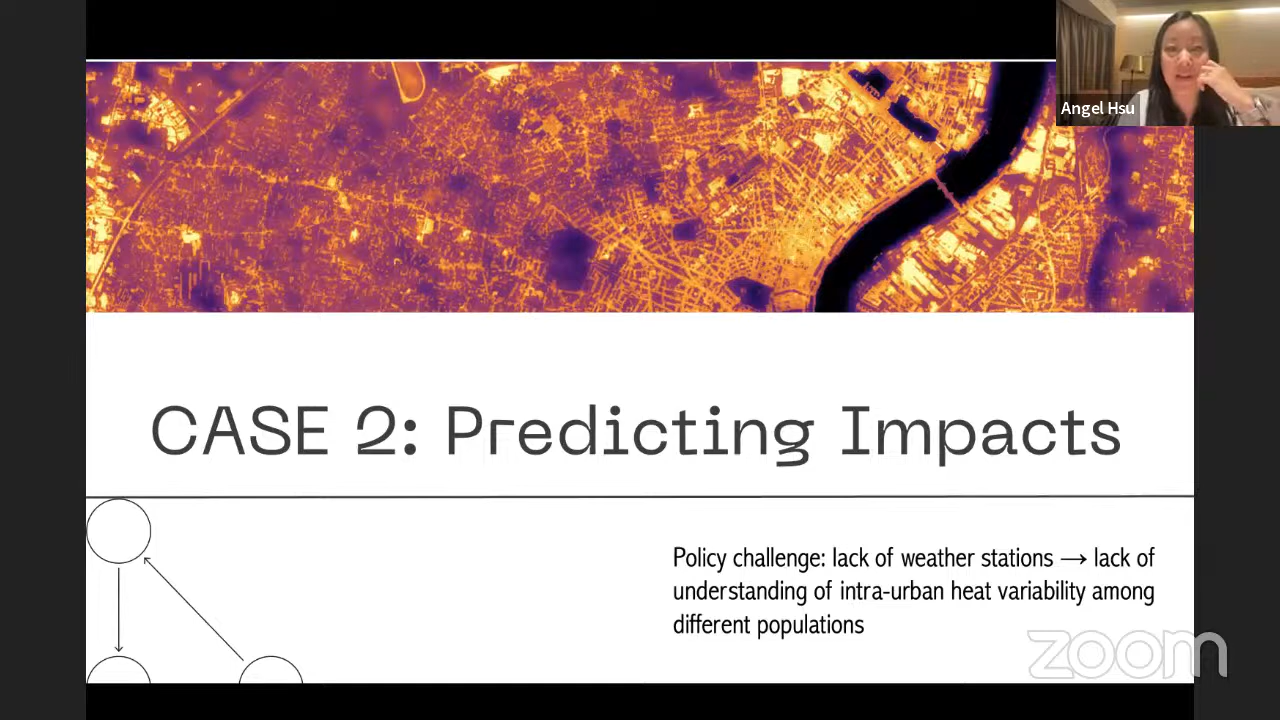 Angel Hsu
CASE 2: Predicting Impacts
Policy challenge: lack of weather stations → lack of
understanding of intra-urban heat variability among
different populations
zoom